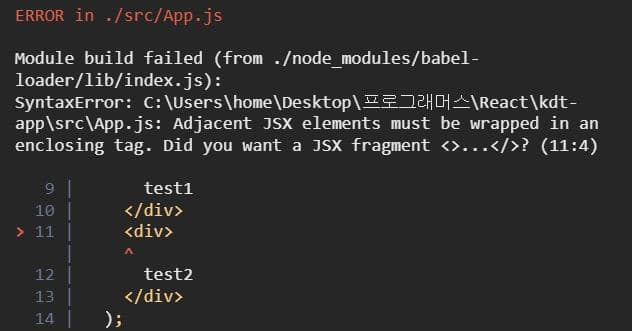 ERROR in ./src/App.js
Module build failed (from ./node_modules/babel-
loader/lib/index.js):
SyntaxError: C:\Users\home\Desktop\프로그래머스\React\kdt-
app\src\App.js: Adjacent JSX elements must be wrapped in an
enclosing tag. Did you want a JSX fragment <>...</>? (11:4)
   9 |       test1
  10 |     </div>
> 11 |     <div>
     |     ^
  12 |       test2
  13 |     </div>
  14 |   );